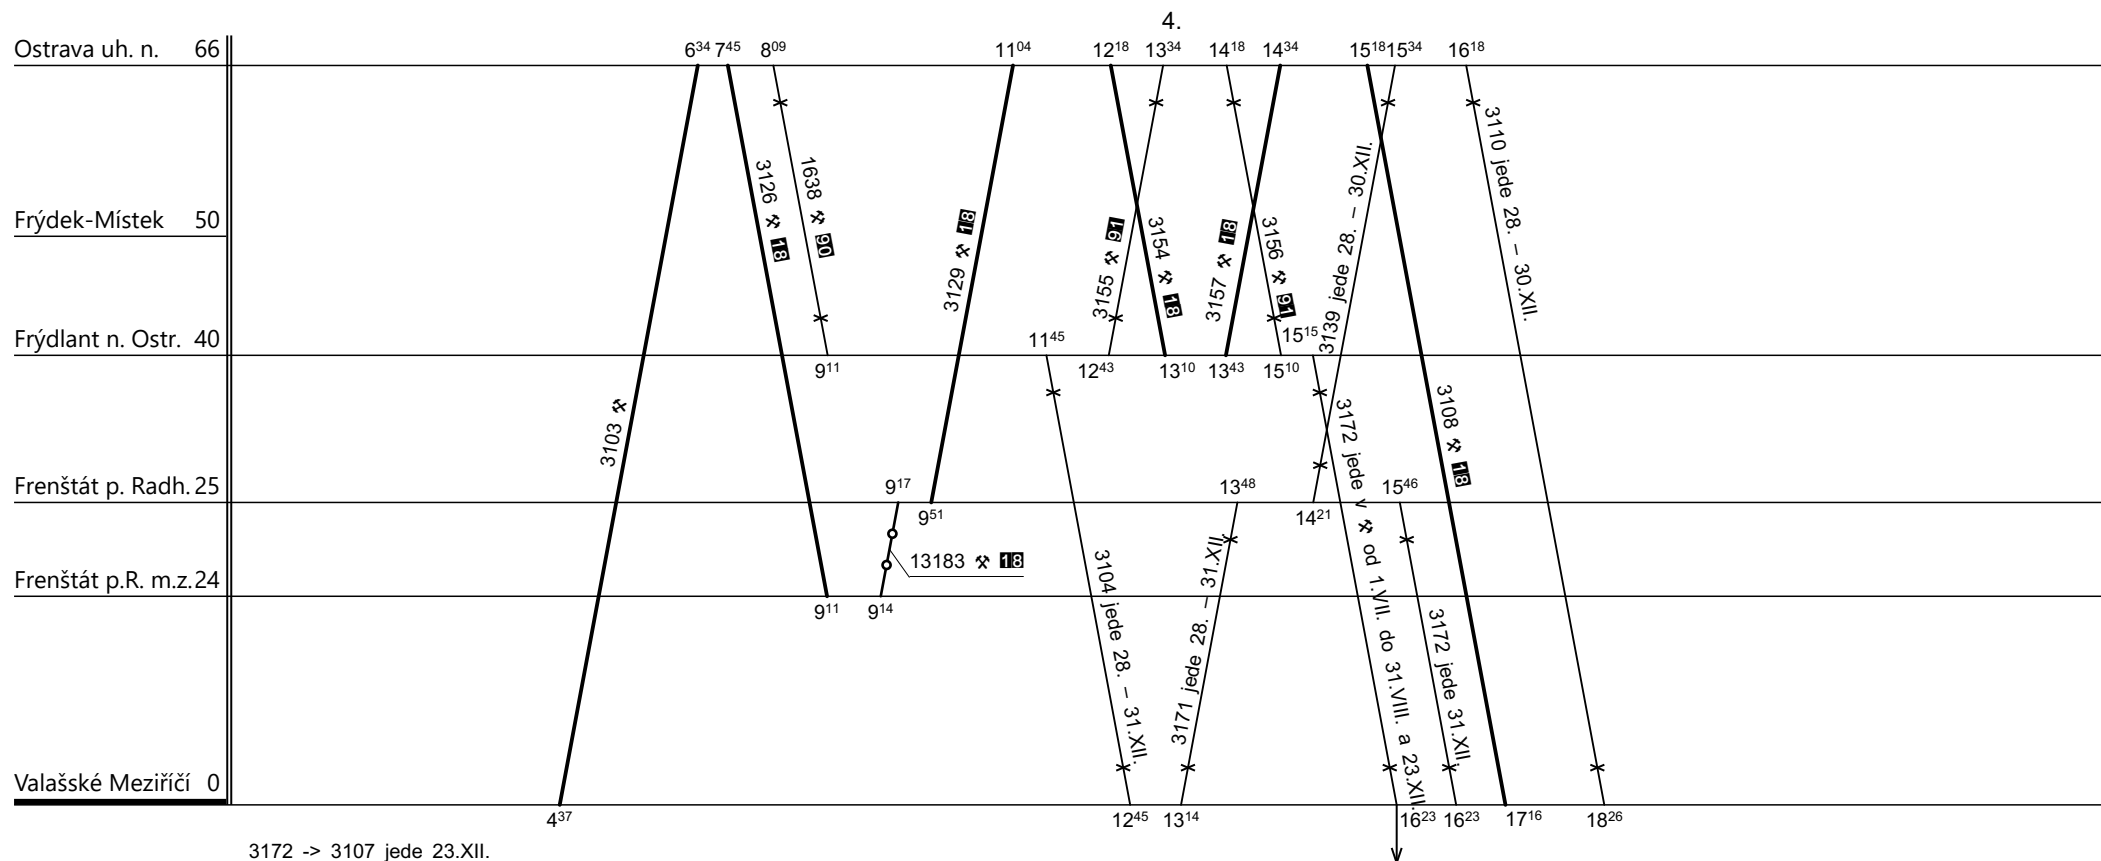 4.
Ostrava uh. n. 66
6³⁴ 7⁴⁵ 8⁰⁹ 11⁰⁴ 12¹⁸ 13³⁴ 14¹⁸ 14³⁴ 15¹⁸ 15³⁴ 16¹⁸
3126 ⚒ 18
1638 ⚒ 90
3129 ⚒ 18
3155 ⚒ 91
3154 ⚒ 18
3157 ⚒ 18
3156 ⚒ 91
3139 jede 28. – 30.XII.
3110 jede 28. – 30.XII.
Frýdek-Místek 50
Frýdlant n. Ostr. 40
11⁴⁵ 15¹⁵
9¹¹ 12⁴³ 13¹⁰ 13⁴³ 15¹⁰
3103 ⚒
3172 jede v ⚒ od 1.VII. do 31.VIII. a 23.XII.
3108 ⚒ 18
Frenštát p. Radh. 25
9¹⁷ 13⁴⁸ 15⁴⁶
9⁵¹ 14²¹
13183 ⚒ 18
3104 jede 28. – 31.XII.
3171 jede 28. – 31.XII.
3172 jede 31.XII.
Frenštát p.R. m.z. 24
9¹¹ 9¹⁴
Valašské Meziříčí 0
4³⁷ 12⁴⁵ 13¹⁴ 16²³ 16²³ 17¹⁶ 18²⁶
3172 -> 3107 jede 23.XII.